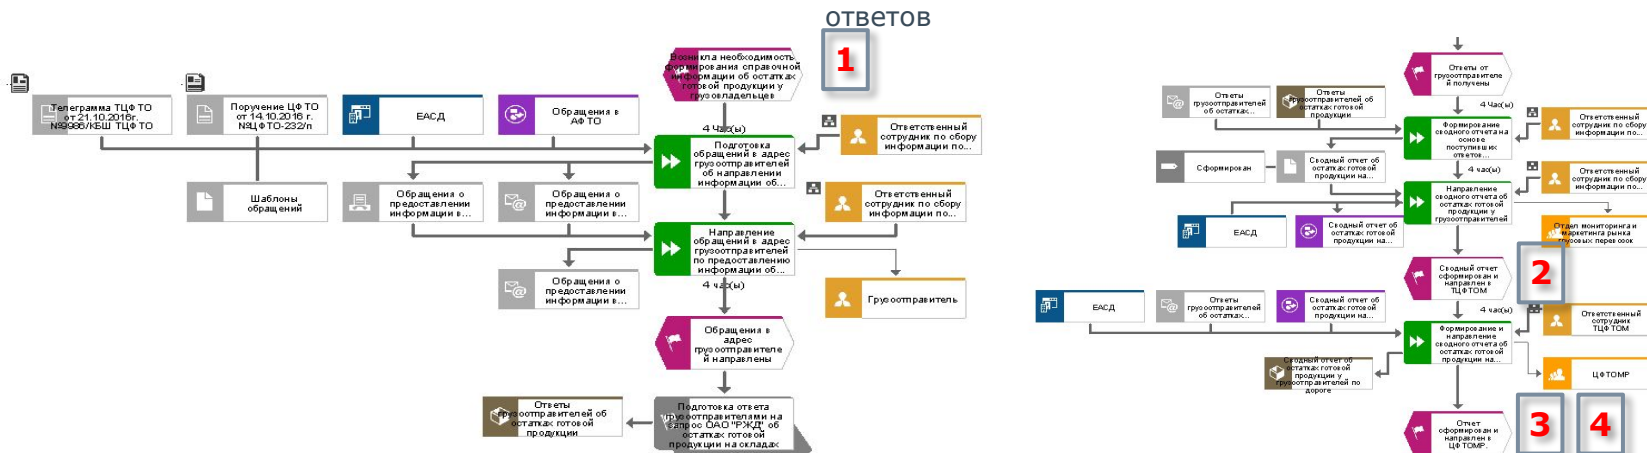 ответов
1
Возникла необходимость
формирования справочной
информации об остатках
готовой продукции у
грузовладельцев
Телеграмма ТЦФТО
от 21.10.2016г.
№9986/КБШ ТЦФТО
Поручение ЦФТО
от 14.10.2016 г.
№ЦФТО-232/п
ЕАСД
Обращения в
АФТО
4 Час(ы)
Ответственный
сотрудник по сбору
информации по...
Подготовка
обращений в адрес
грузоотправителей
об направлении
информации об...
Шаблоны
обращений
Обращения о
предоставлении
информации в...
Обращения о
предоставлении
информации в...
Ответственный
сотрудник по сбору
информации по...
Направление
обращений в адрес
грузоотправителей
по предоставлению
информации об...
Обращения о
предоставлении
информации в...
4 час(ы)
Грузоотправитель
Обращения в
адрес
грузоотправителе
й направлены
Ответы
грузоотправителей об
остатках готовой
продукции
Подготовка ответа
грузоотправителями на
запрос ОАО "РЖД" об
остатках готовой
продукции на складах
Ответы от
грузоотправителе
й получены
Ответы
грузоотправителей
об остатках...
Ответы
грузоотправителей об
остатках готовой
продукции
4 Час(ы)
Ответственный
сотрудник по сбору
информации по...
Формирование
сводного отчета на
основе
поступивших
ответов...
Сформирован
Сводный отчет об
остатках готовой
продукции на...
4 час(ы)
Ответственный
сотрудник по сбору
информации по...
Направление
сводного отчета об
остатках готовой
продукции у
грузоотправителей
ЕАСД
Сводный отчет об
остатках готовой
продукции на...
Отдел мониторинга и
маркетинга рынка
грузовых перевозок
Сводный отчет
сформирован и
направлен в
ТЦФТОМ
2
ЕАСД
Ответы
грузоотправителей
об остатках...
Сводный отчет об
остатках готовой
продукции на...
4 час(ы)
Ответственный
сотрудник
ТЦФТОМ
Формирование и
направление
сводного отчета об
остатках готовой
продукции на...
Сводный отчет об
остатках готовой
продукции у
грузоотправителей по
дороге
ЦФТОМР
Отчет
сформирован и
направлен в
ЦФТОМР.
3
4